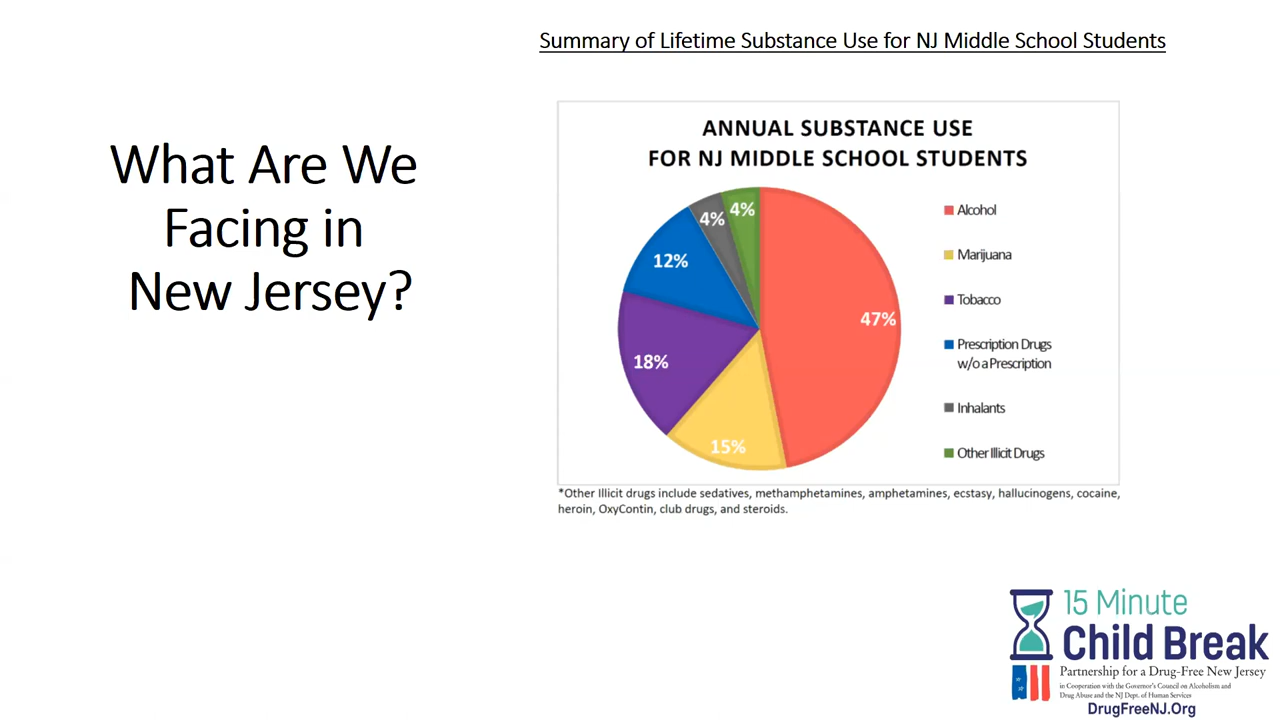 Summary of Lifetime Substance Use for NJ Middle School Students
What Are We
Facing in
New Jersey?
ANNUAL SUBSTANCE USE
FOR NJ MIDDLE SCHOOL STUDENTS
4%
4%
12%
47%
18%
15%
Alcohol
Marijuana
Tobacco
Prescription Drugs
w/o a Prescription
Inhalants
Other Illicit Drugs
*Other Illicit drugs include sedatives, methamphetamines, amphetamines, ecstasy, hallucinogens, cocaine,
heroin, OxyContin, club drugs, and steroids.
15 Minute
Child Break
Partnership for a Drug-Free New Jersey
in Cooperation with the Governor's Council on Alcoholism and
Drug Abuse and the NJ Dept. of Human Services
DrugFreeNJ.Org